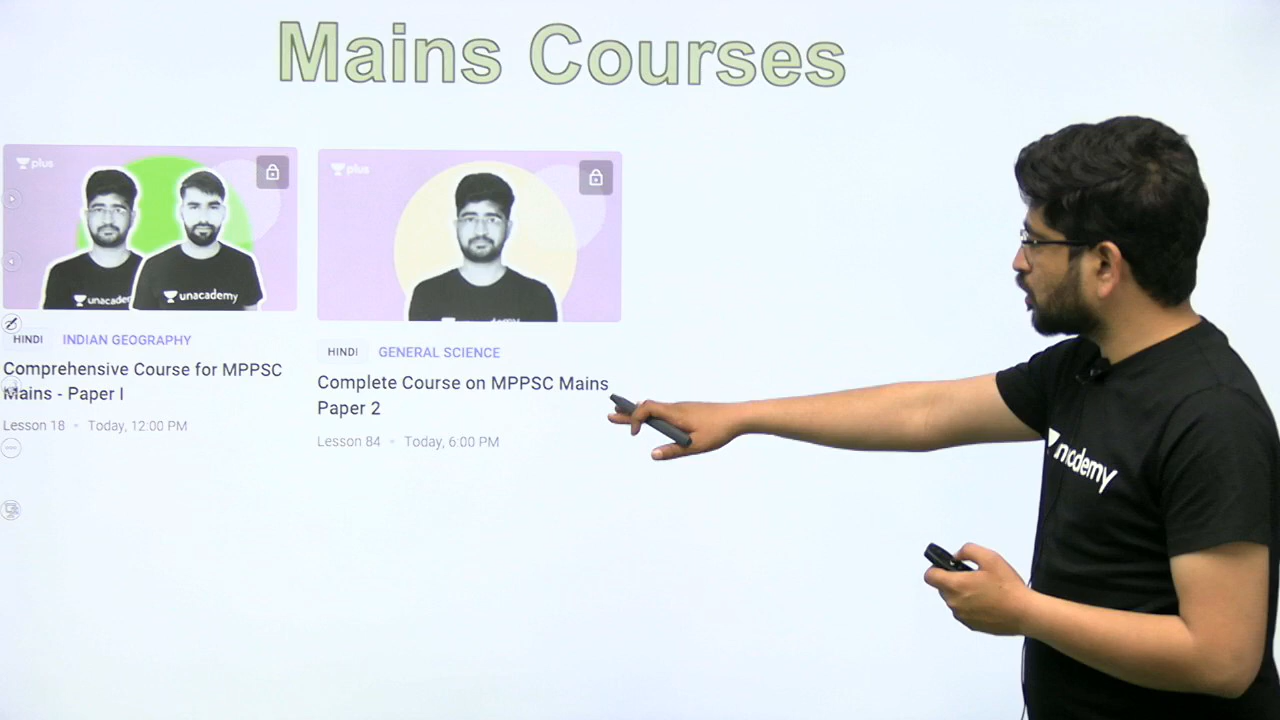 Mains Courses
plus
unacademy
unacademy
HINDI INDIAN GEOGRAPHY
Comprehensive Course for MPPSC
Mains - Paper I
Lesson 18 • Today, 12:00 PM
plus
HINDI GENERAL SCIENCE
Complete Course on MPPSC Mains
Paper 2
Lesson 84 • Today, 6:00 PM
unacademy